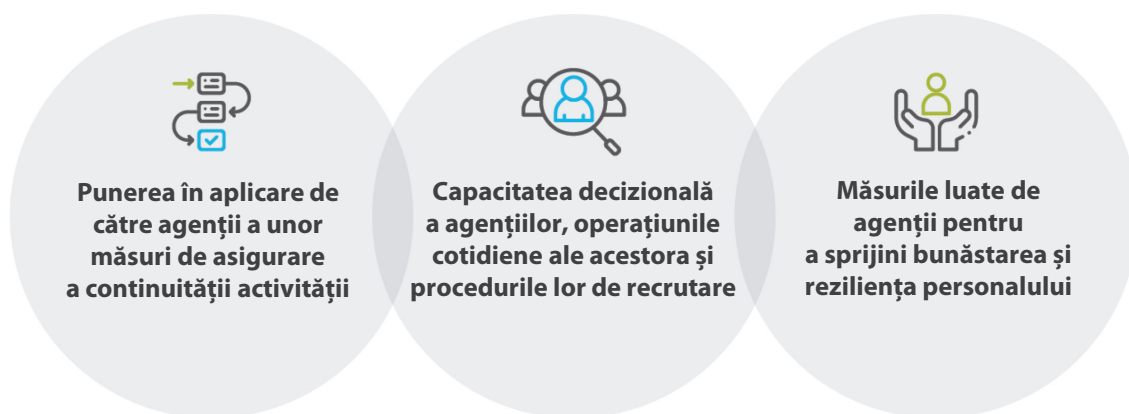 Punerea în aplicare de
către agenții a unor
măsuri de asigurare
a continuității activității
Capacitatea decizională
a agențiilor, operațiunile
cotidiene ale acestora și
procedurile lor de recrutare
Măsurile luate de
agenții pentru
a sprijini bunăstarea și
reziliența personalului